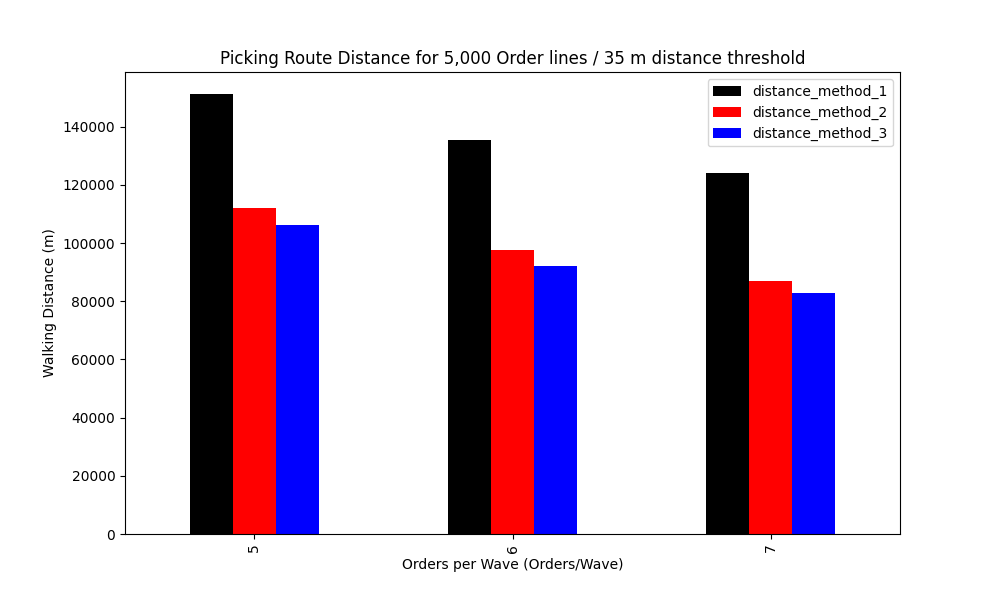 Picking Route Distance for 5,000 Order lines / 35 m distance threshold
distance_method_1
distance_method_2
distance_method_3
Walking Distance (m)
140000
120000
100000
80000
60000
40000
20000
0
5
6
7
Orders per Wave (Orders/Wave)